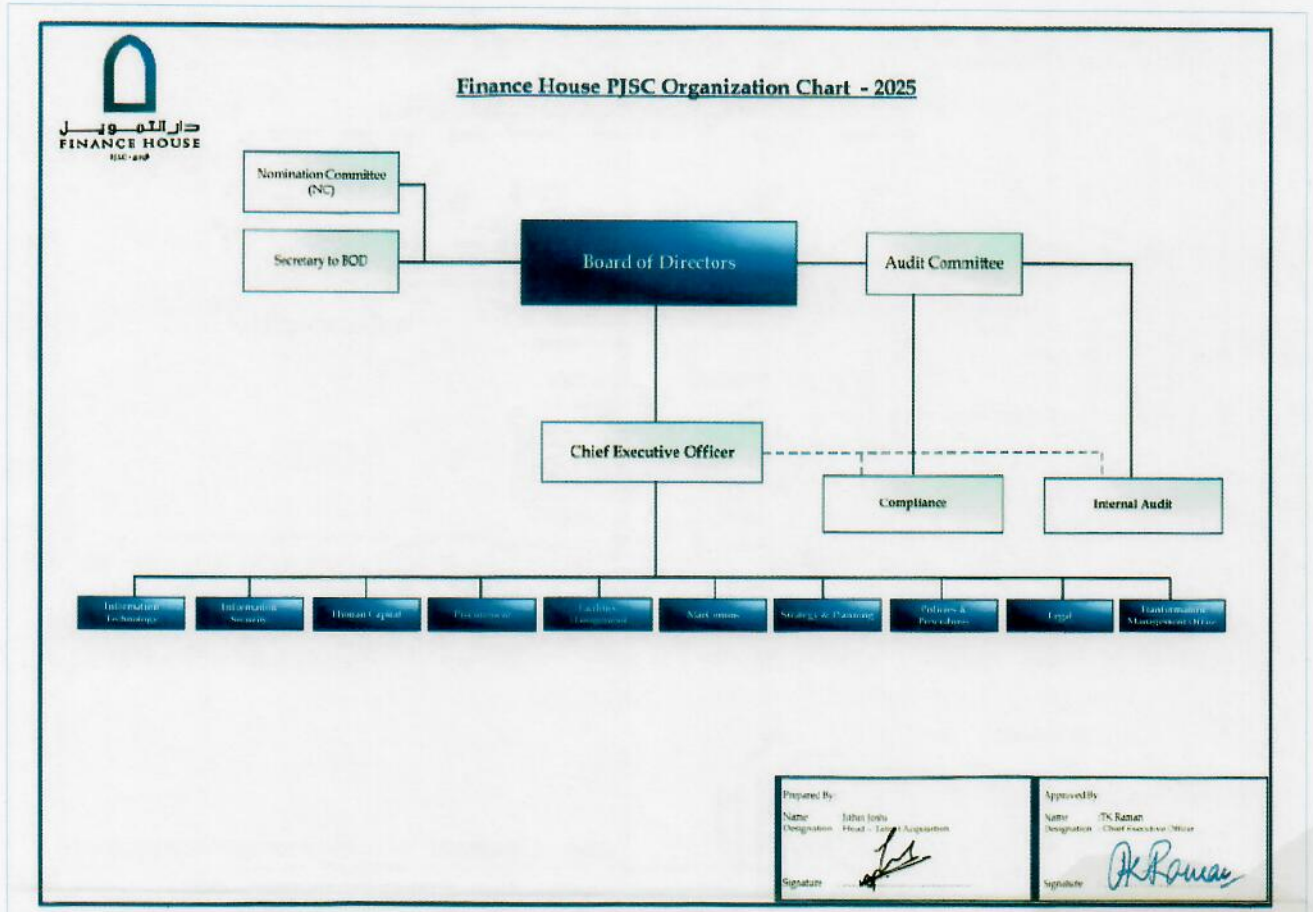 Finance House PJSC Organization Chart - 2025
دار التمويـــل
FINANCE HOUSE
Nomination Committee
(NC)
Secretary to BOD
Board of Directors
Audit Committee
Chief Executive Officer
Compliance
Internal Audit
Information
Technology
Information
Security
Human Capital
Procurement
Facilities
Management
MarComms
Strategy & Planning
Policies &
Procedures
Legal
Management Office
Prepared By
Name
Designation Head - Talent Acquisition
Signature
Approved By
Name :TK Raman
Designation : Chief Executive Officer
Signature